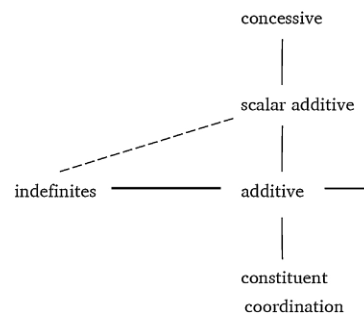 concessive
scalar additive
indefinites
additive
constituent
coordination